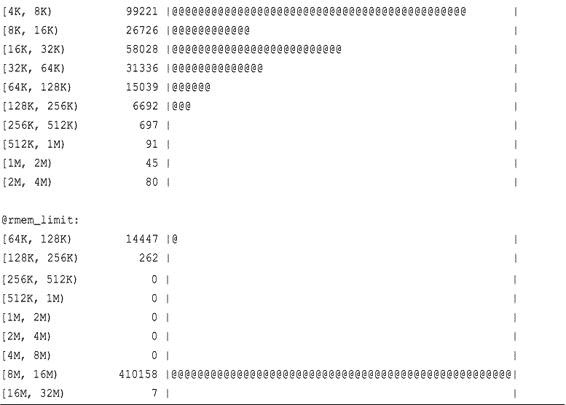 [4K, 8K) 99221 |@@@@@@@@@@@@@@@@@@@@@@@@@@@@@@@@@@@@@@@@@@@@@ |
[8K, 16K) 26726 |@@@@@@@@@@@@ |
[16K, 32K) 58028 |@@@@@@@@@@@@@@@@@@@@@@@@@@ |
[32K, 64K) 31336 |@@@@@@@@@@@@@@ |
[64K, 128K) 15039 |@@@@@@ |
[128K, 256K) 6692 |@@@ |
[256K, 512K) 697 | |
[512K, 1M) 91 | |
[1M, 2M) 45 | |
[2M, 4M) 80 | |
@rmem_limit:
[64K, 128K) 14447 |@ |
[128K, 256K) 262 | |
[256K, 512K) 0 | |
[512K, 1M) 0 | |
[1M, 2M) 0 | |
[2M, 4M) 0 | |
[4M, 8M) 0 | |
[8M, 16M) 410158 |@@@@@@@@@@@@@@@@@@@@@@@@@@@@@@@@@@@@@@@@@@@@@@@@@@@@|
[16M, 32M) 7 | |